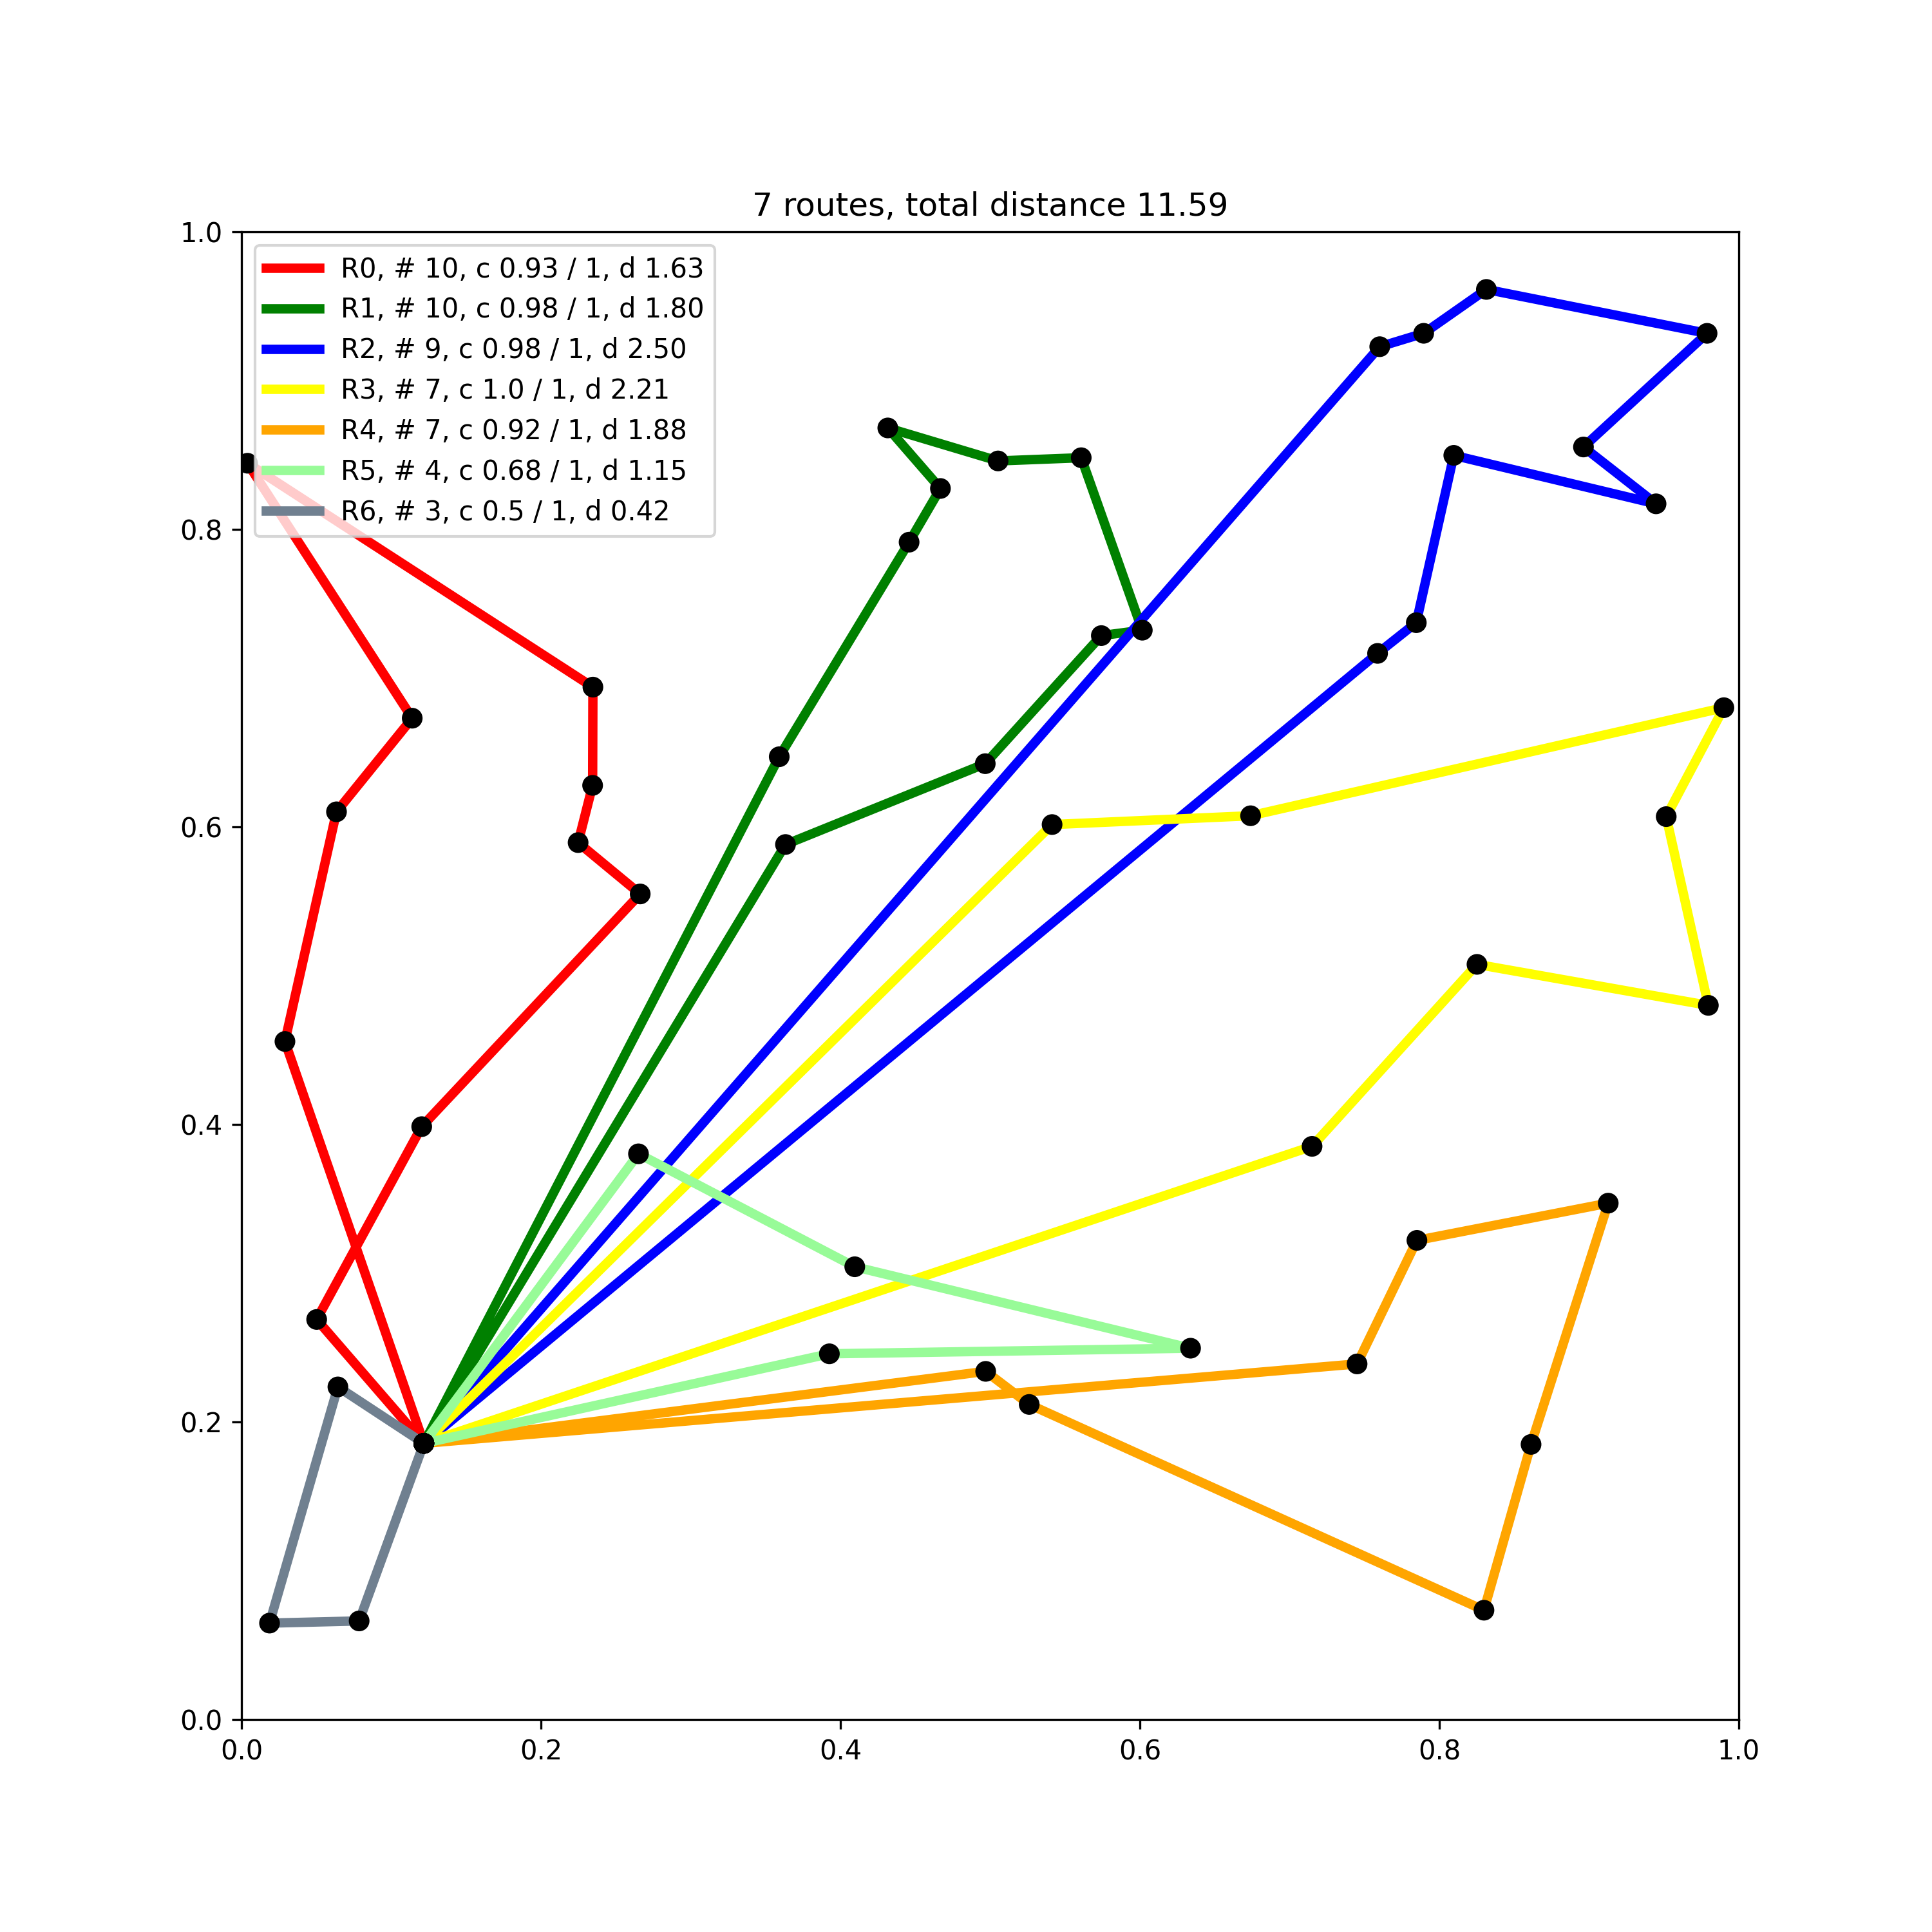 7 routes, total distance 11.59
1.0
R0, # 10, c 0.93 / 1, d 1.63
R1, # 10, c 0.98 / 1, d 1.80
R2, # 9, c 0.98 / 1, d 2.50
R3, # 7, c 1.0 / 1, d 2.21
R4, # 7, c 0.92 / 1, d 1.88
R5, # 4, c 0.68 / 1, d 1.15
R6, # 3, c 0.5 / 1, d 0.42
0.8
0.6
0.4
0.2
0.0
0.0 0.2 0.4 0.6 0.8 1.0